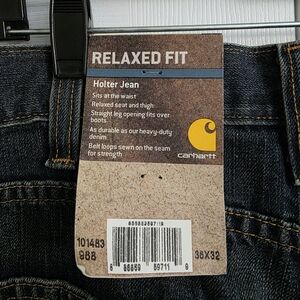 RELAXED FIT
Holter Jean
Sits at the waist
Relaxed seat and thigh
Straight leg opening fits over
boots
As durable as our heavy-duty
denim
Belt loops sewn on the seam
for strength
carhartt
101483
988
36X32